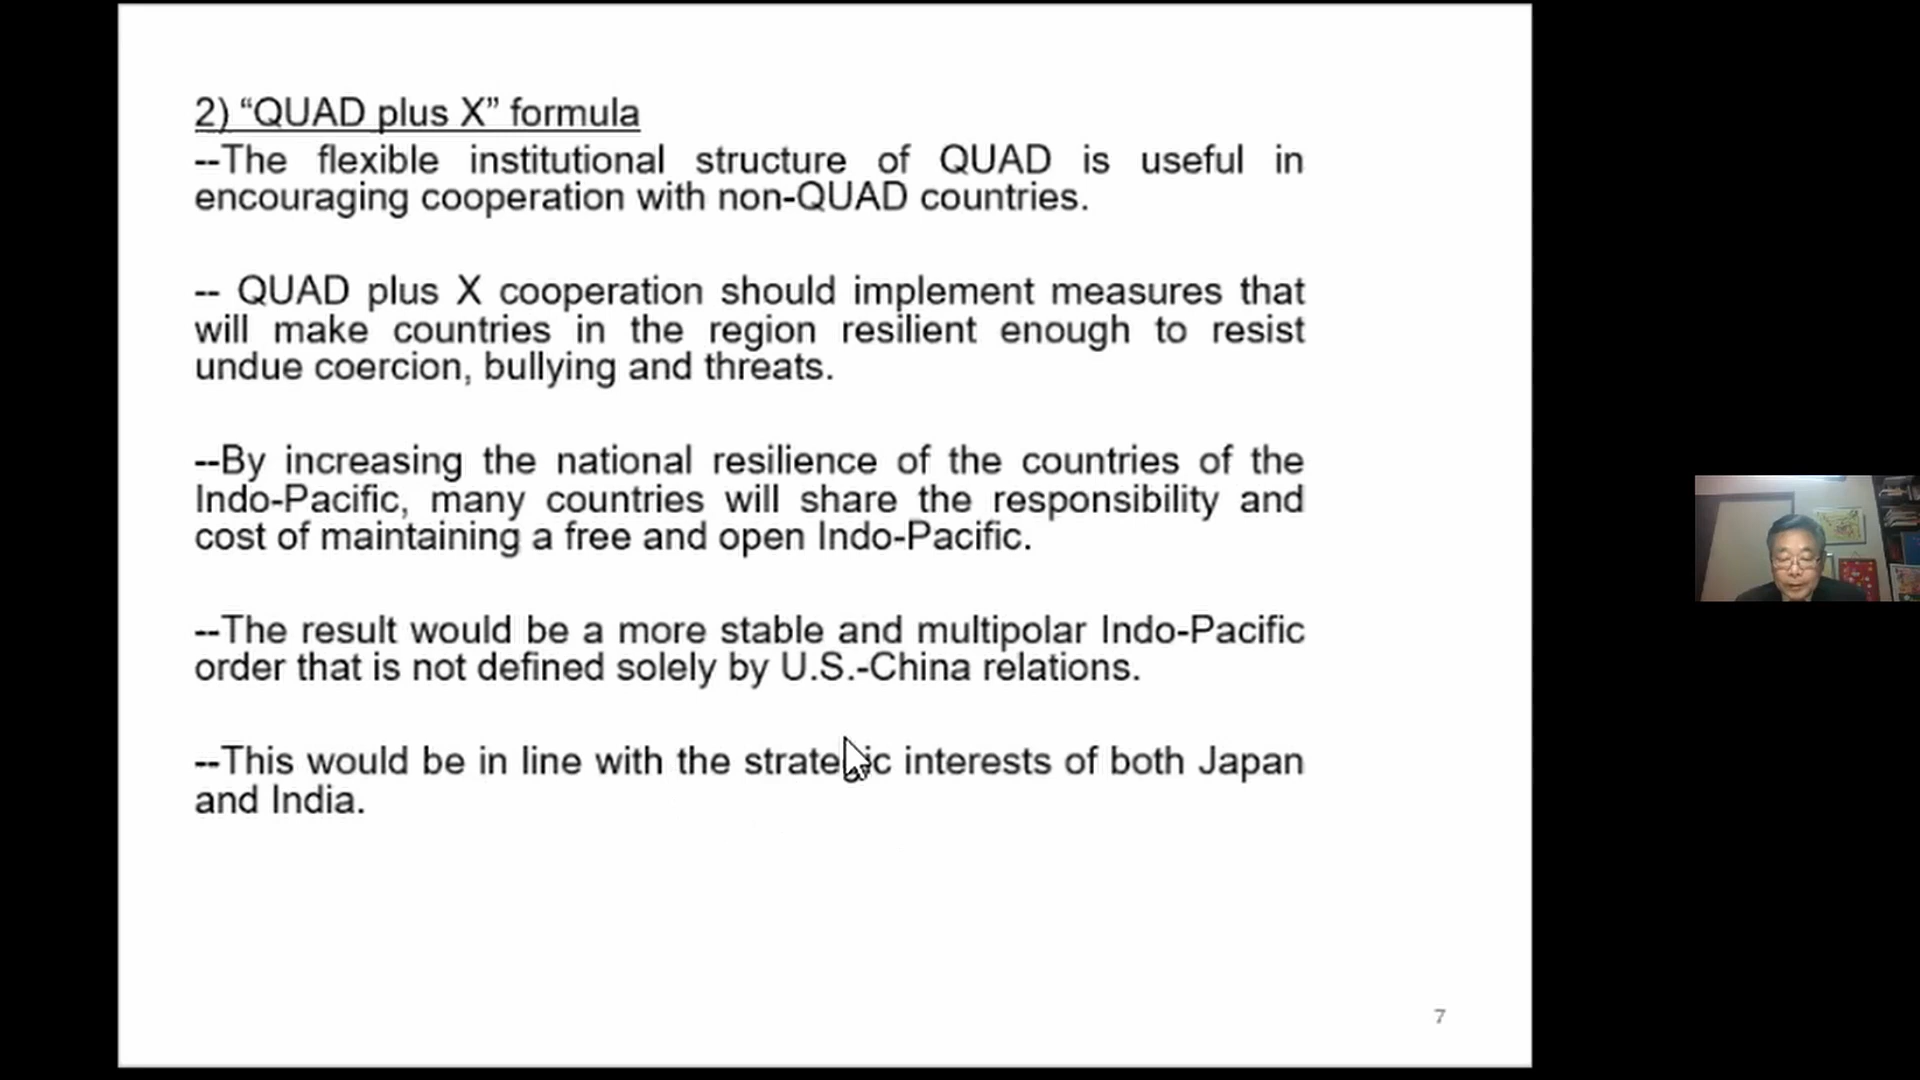 2) “QUAD plus X” formula
--The flexible institutional structure of QUAD is useful in
encouraging cooperation with non-QUAD countries.
-- QUAD plus X cooperation should implement measures that
will make countries in the region resilient enough to resist
undue coercion, bullying and threats.
--By increasing the national resilience of the countries of the
Indo-Pacific, many countries will share the responsibility and
cost of maintaining a free and open Indo-Pacific.
--The result would be a more stable and multipolar Indo-Pacific
order that is not defined solely by U.S.-China relations.
--This would be in line with the strategic interests of both Japan
and India.
7